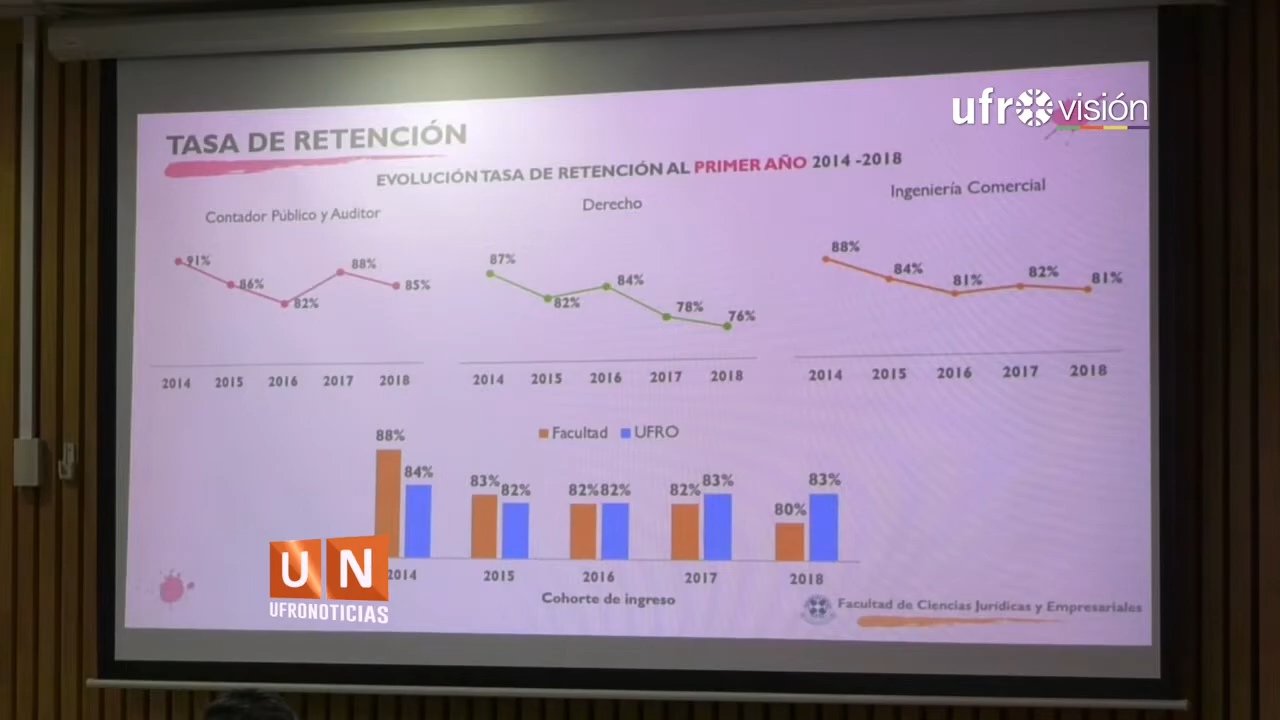 ufro visión
TASA DE RETENCIÓN
EVOLUCIÓN TASA DE RETENCIÓN AL PRIMER AÑO 2014 -2018
Contador Público y Auditor
91% 86% 82% 88% 85%
2014 2015 2016 2017 2018
Derecho
87% 82% 84% 78% 76%
2014 2015 2016 2017 2018
Ingeniería Comercial
88% 84% 81% 82% 81%
2014 2015 2016 2017 2018
Facultad UFRO
88% 84% 83% 82% 82% 82% 82% 83% 80% 83%
2014 2015 2016 2017 2018
Cohorte de ingreso
UN
UFRONOTICIAS
Facultad de Ciencias Jurídicas y Empresariales